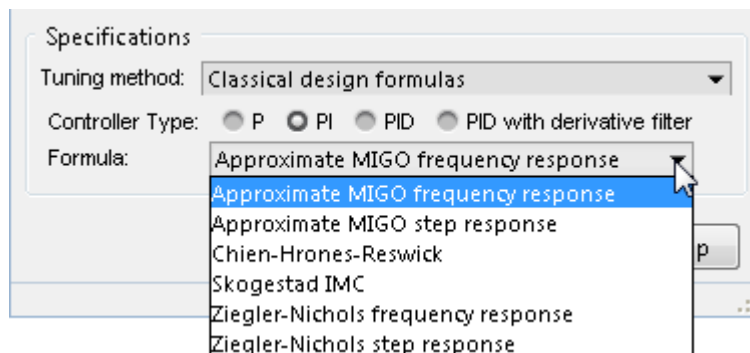 Specifications
Tuning method: Classical design formulas
Controller Type: P PI PID PID with derivative filter
Formula: Approximate MIGO frequency response
Approximate MIGO frequency response
Approximate MIGO step response
Chien-Hrones-Reswick
p
Skogestad IMC
Ziegler-Nichols frequency response
Ziegler-Nichols step response